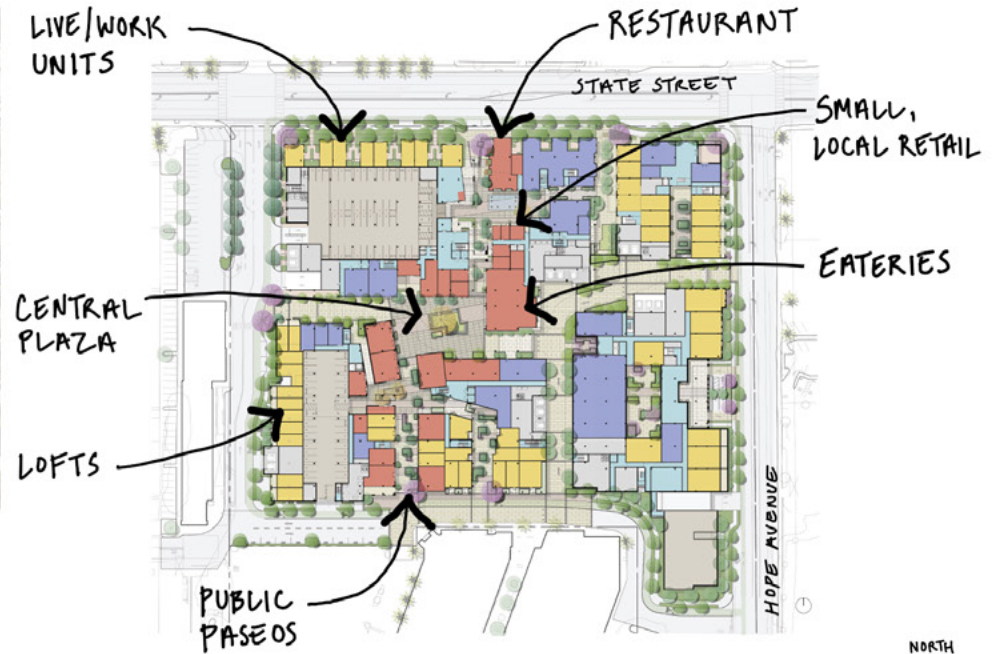 LIVE/WORK
UNITS
RESTAURANT
STATE STREET
SMALL,
LOCAL RETAIL
EATERIES
CENTRAL
PLAZA
LOFTS
PUBLIC
PASEOS
HOPE AVENUE
NORTH